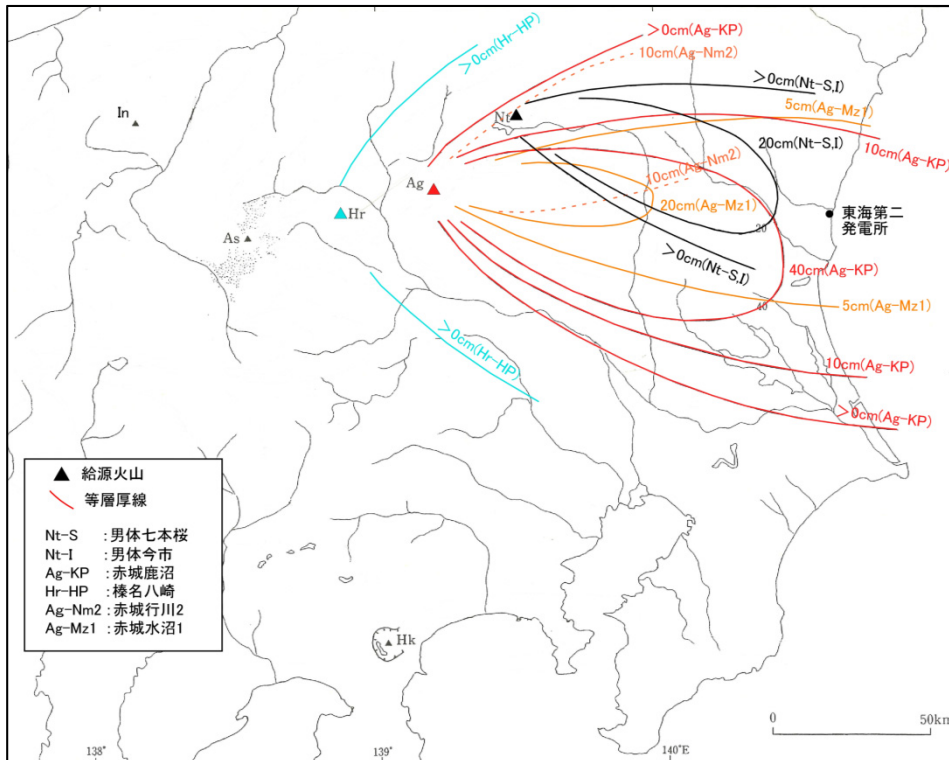 >0cm(Hr-HP)
>0cm(Ag-KP)
10cm(Ag-Nm2)
>0cm(Nt-S,I)
5cm(Ag-Mz1)
In
Nt
20cm(Nt-S,I)
10cm(Ag-KP)
10cm(Ag-Nm2)
Ag
20cm(Ag-Mz1)
Hr
As
20
東海第二
発電所
>0cm(Nt-S,I)
40cm(Ag-KP)
40
5cm(Ag-Mz1)
>0cm(Hr-HP)
10cm(Ag-KP)
>0cm(Ag-KP)
給源火山
等層厚線
Nt-S :男体七本桜
Nt-I :男体今市
Ag-KP :赤城鹿沼
Hr-HP :榛名八崎
Ag-Nm2 :赤城行川2
Ag-Mz1 :赤城水沼1
Hk
0 50km
138° 139° 140°E